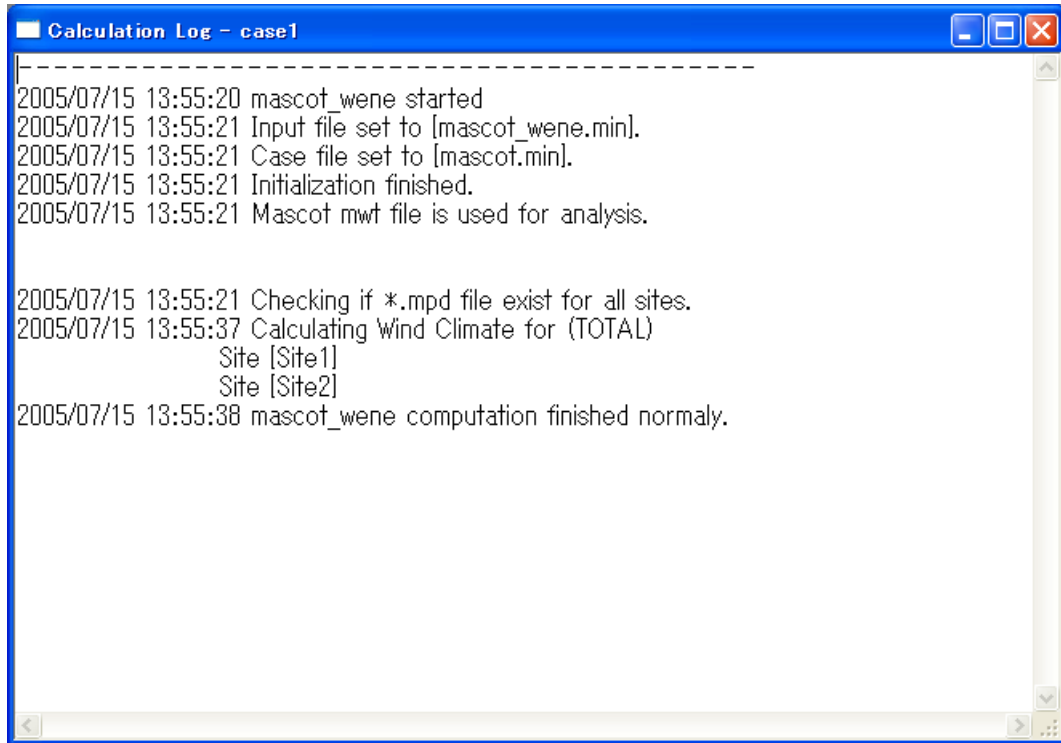 Calculation Log - case1
------------------------------------------
2005/07/15 13:55:20 mascot_wene started
2005/07/15 13:55:21 Input file set to [mascot_wene.min].
2005/07/15 13:55:21 Case file set to [mascot.min].
2005/07/15 13:55:21 Initialization finished.
2005/07/15 13:55:21 Mascot mwt file is used for analysis.
2005/07/15 13:55:21 Checking if *.mpd file exist for all sites.
2005/07/15 13:55:37 Calculating Wind Climate for (TOTAL)
Site [Site1]
Site [Site2]
2005/07/15 13:55:38 mascot_wene computation finished normaly.